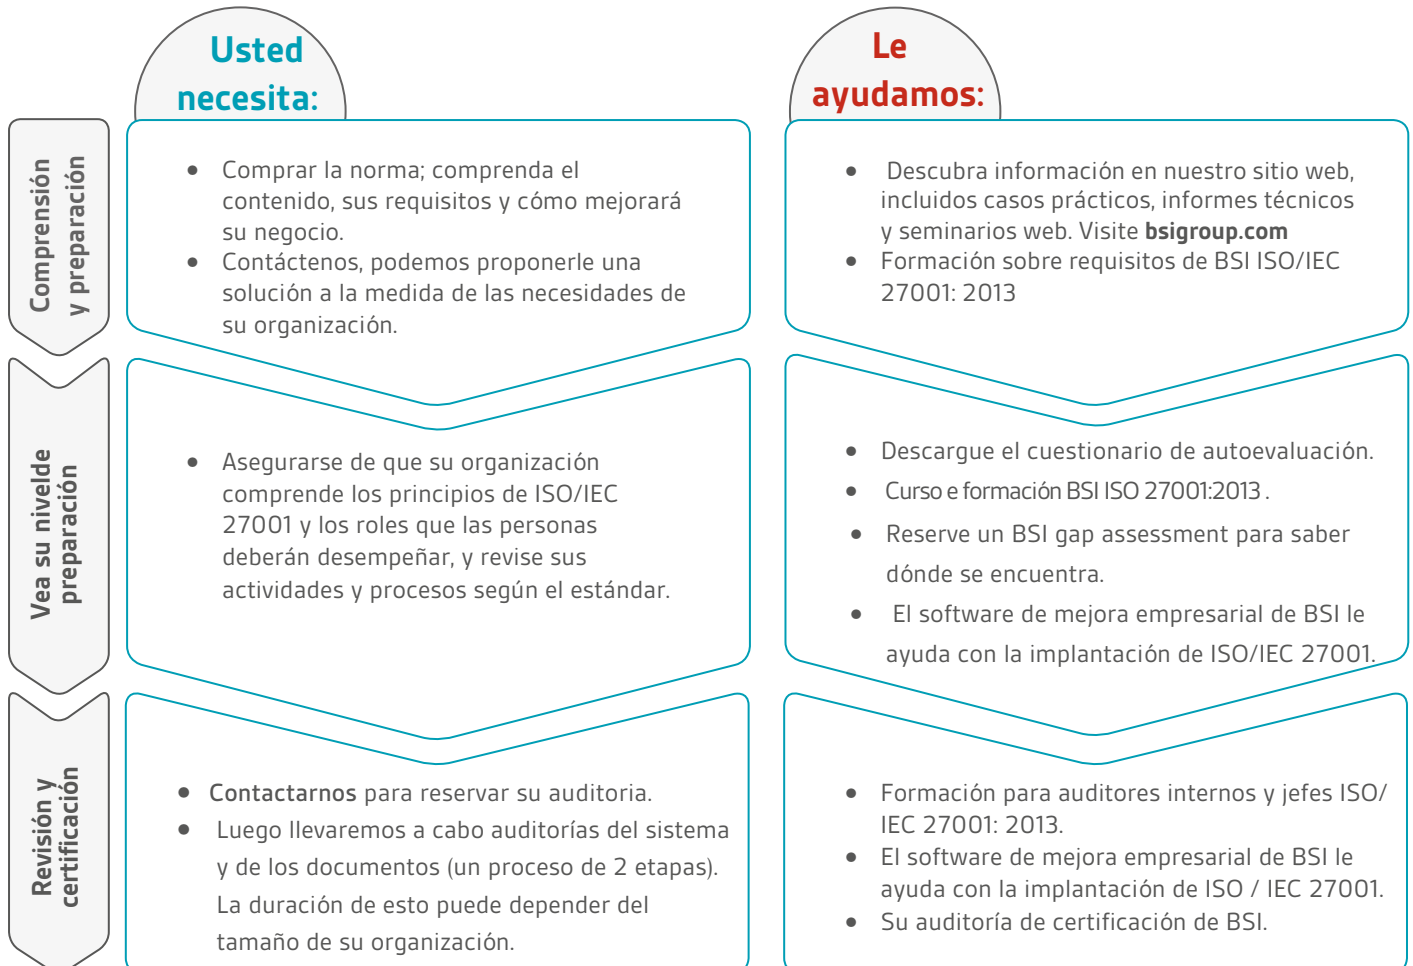 Usted
necesita:
Le
ayudamos:
Comprensión
y preparación
Comprar la norma; comprenda el
contenido, sus requisitos y cómo mejorará
su negocio.
Contáctenos, podemos proponerle una
solución a la medida de las necesidades de
su organización.
Descubra información en nuestro sitio web,
incluidos casos prácticos, informes técnicos
y seminarios web. Visite bsigroup.com
Formación sobre requisitos de BSI ISO/IEC
27001: 2013
Vea su nivelde
preparación
Asegurarse de que su organización
comprende los principios de ISO/IEC
27001 y los roles que las personas
deberán desempeñar, y revise sus
actividades y procesos según el estándar.
Descargue el cuestionario de autoevaluación.
Curso e formación BSI ISO 27001:2013 .
Reserve un BSI gap assessment para saber
dónde se encuentra.
El software de mejora empresarial de BSI le
ayuda con la implantación de ISO/IEC 27001.
Revisión y
certificación
Contactarnos para reservar su auditoria.
Luego llevaremos a cabo auditorías del sistema
y de los documentos (un proceso de 2 etapas).
La duración de esto puede depender del
tamaño de su organización.
Formación para auditores internos y jefes ISO/
IEC 27001: 2013.
El software de mejora empresarial de BSI le
ayuda con la implantación de ISO / IEC 27001.
Su auditoría de certificación de BSI.